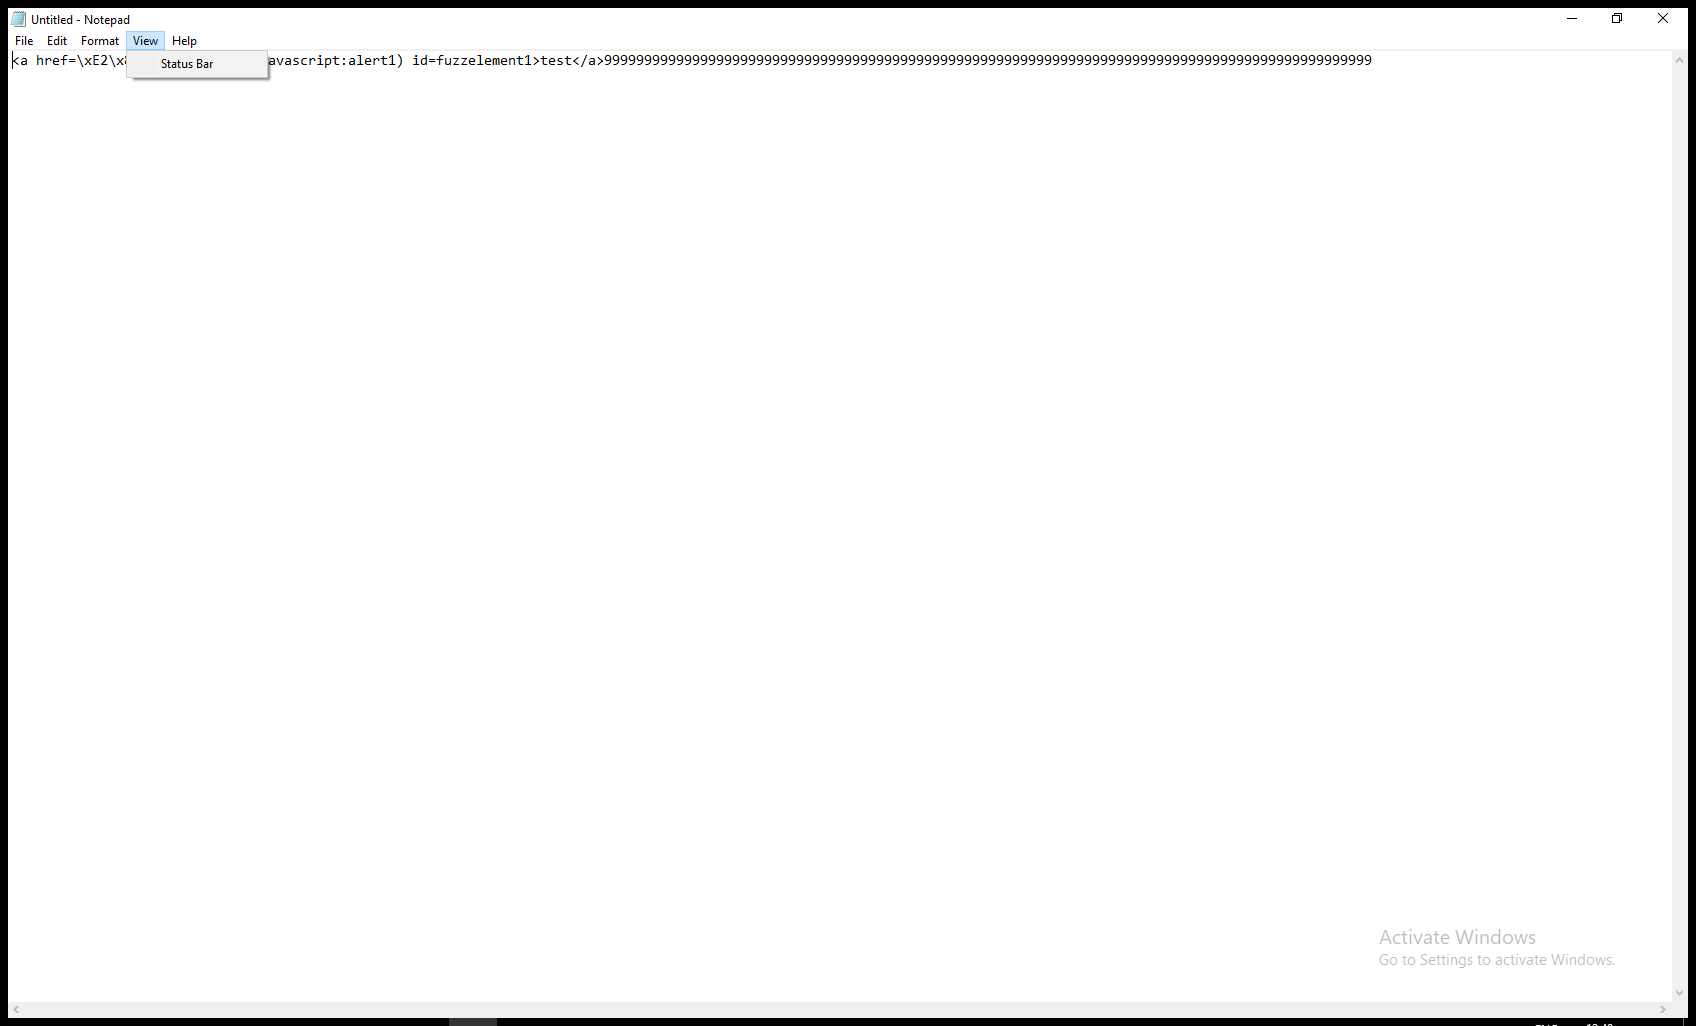 Untitled - Notepad
File Edit Format View Help
Status Bar
<a href=\xE2\x avascript:alert1) id=fuzzelement1>test</a>999999999999999999999999999999999999999999999999999999999999999999999999999999999999999999999999
Activate Windows
Go to Settings to activate Windows.